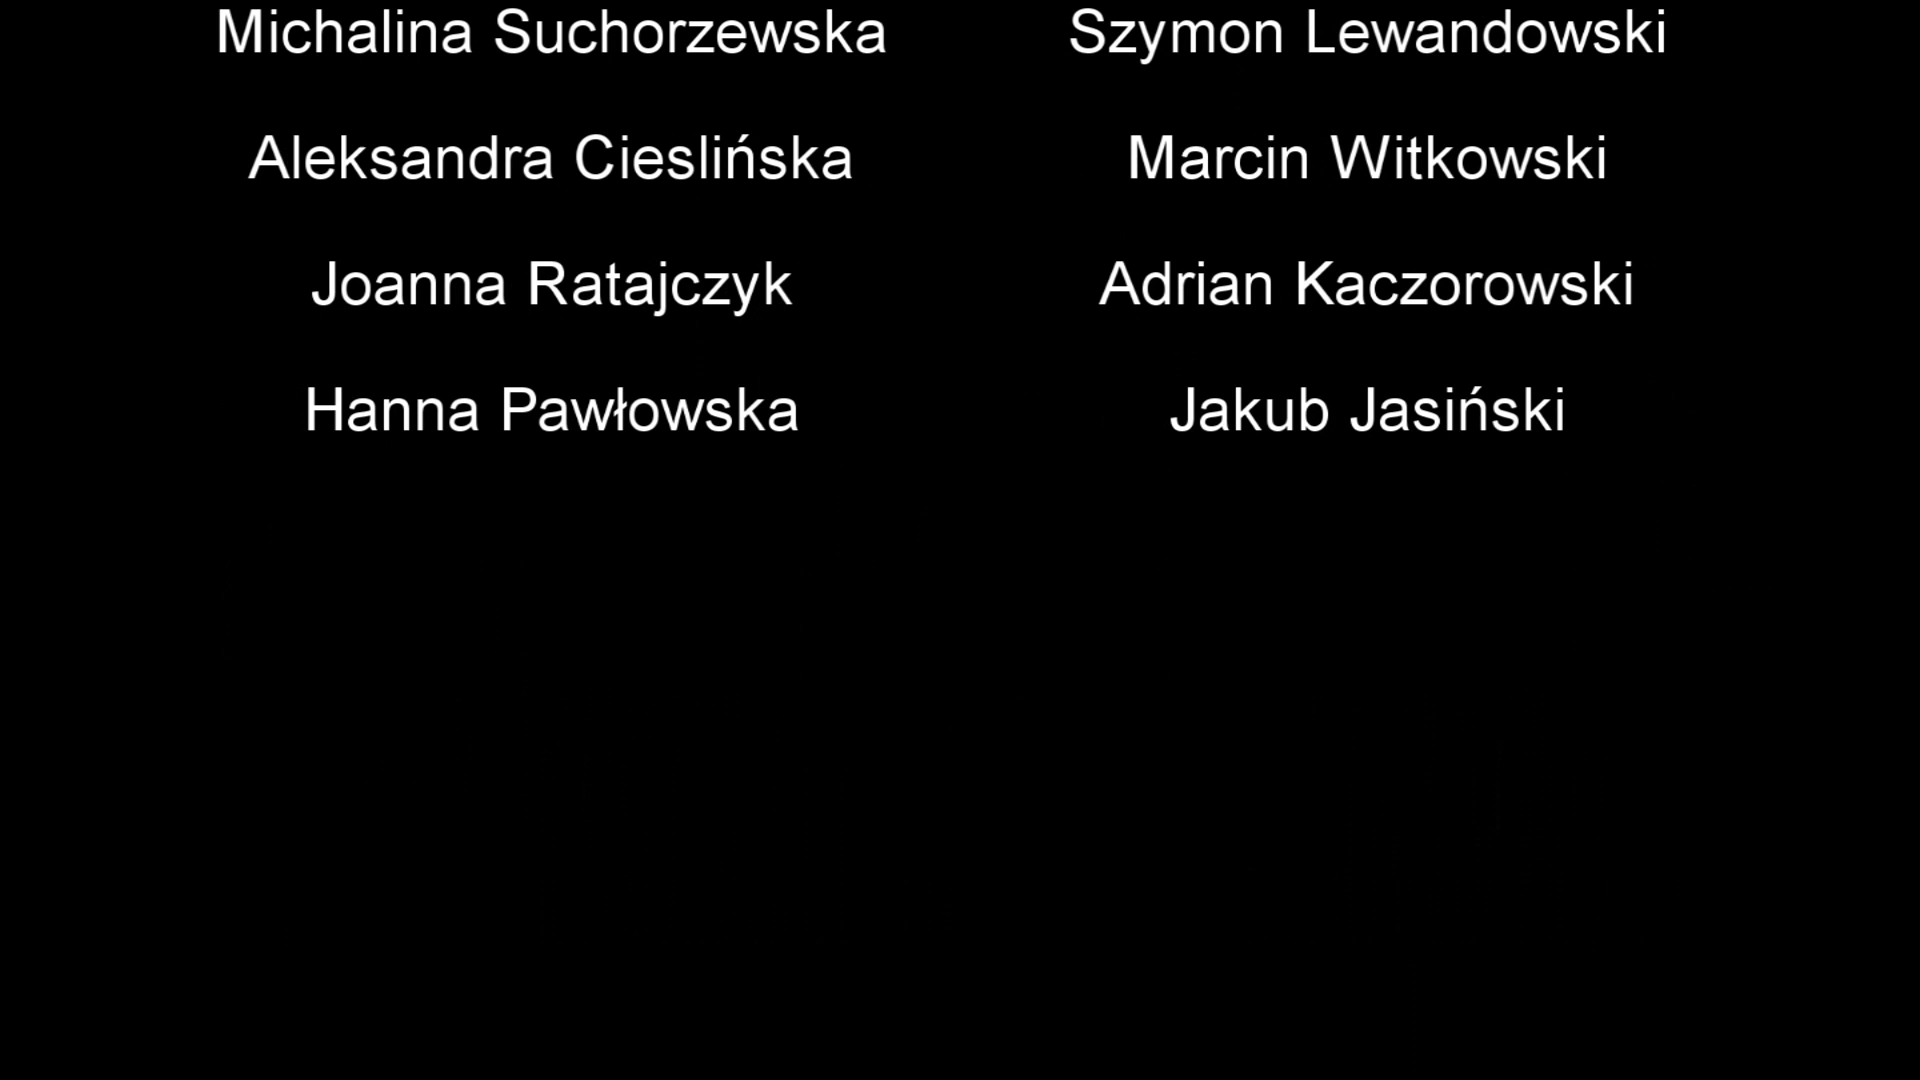 Michalina Suchorzewska Szymon Lewandowski
Aleksandra Cieslińska Marcin Witkowski
Joanna Ratajczyk Adrian Kaczorowski
Hanna Pawłowska Jakub Jasiński